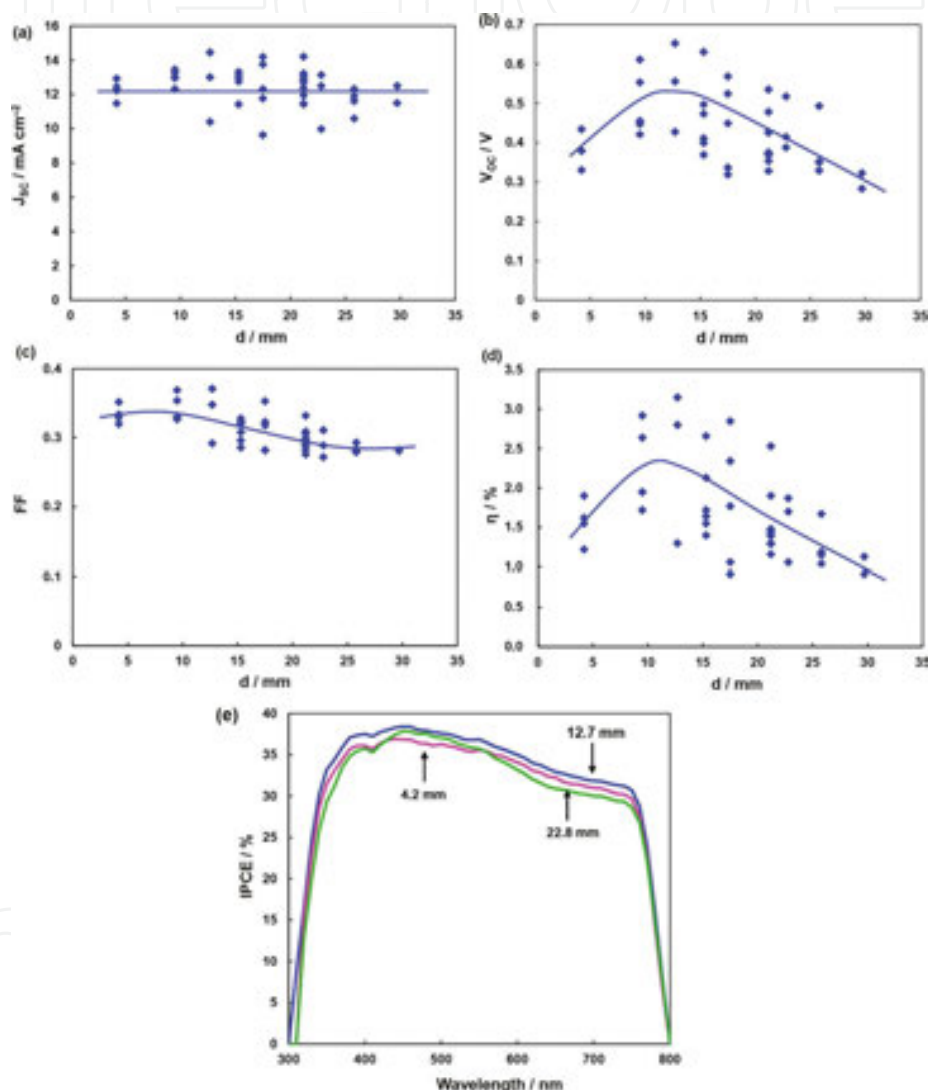 (a)
16
14
12
10
8
6
4
2
0
J_SC / mA cm⁻²
0 5 10 15 20 25 30 35
d / mm
(b)
0.7
0.6
0.5
0.4
0.3
0.2
0.1
0
V_OC / V
0 5 10 15 20 25 30 35
d / mm
(c)
0.4
0.3
0.2
0.1
0
FF
0 5 10 15 20 25 30 35
d / mm
(d)
3.5
3.0
2.5
2.0
1.5
1.0
0.5
0.0
η / %
0 5 10 15 20 25 30 35
d / mm
(e)
40
35
30
25
20
15
10
5
0
IPCE / %
12.7 mm
4.2 mm
22.8 mm
300 400 500 600 700 800
Wavelength / nm